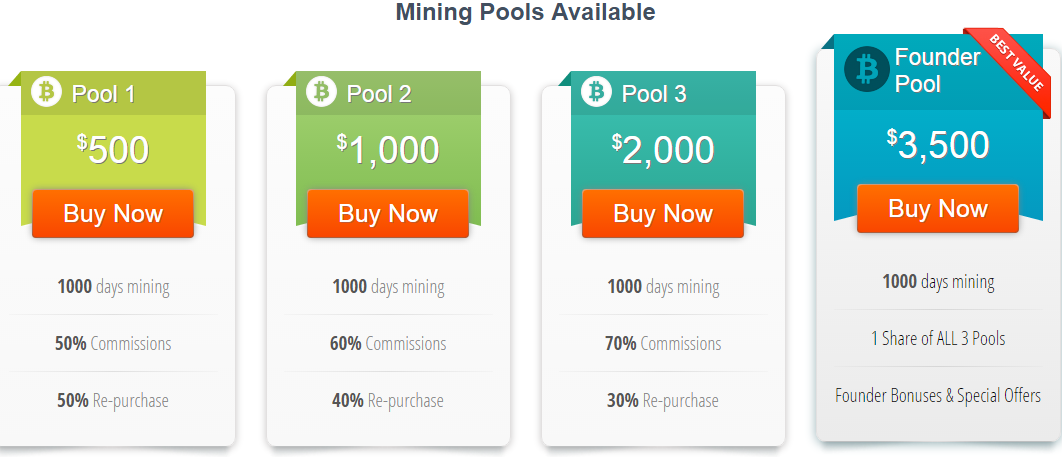 Mining Pools Available
Pool 1
$500
Buy Now
1000 days mining
50% Commissions
50% Re-purchase
Pool 2
$1,000
Buy Now
1000 days mining
60% Commissions
40% Re-purchase
Pool 3
$2,000
Buy Now
1000 days mining
70% Commissions
30% Re-purchase
Founder
Pool
BEST VALUE
$3,500
Buy Now
1000 days mining
1 Share of ALL 3 Pools
Founder Bonuses & Special Offers